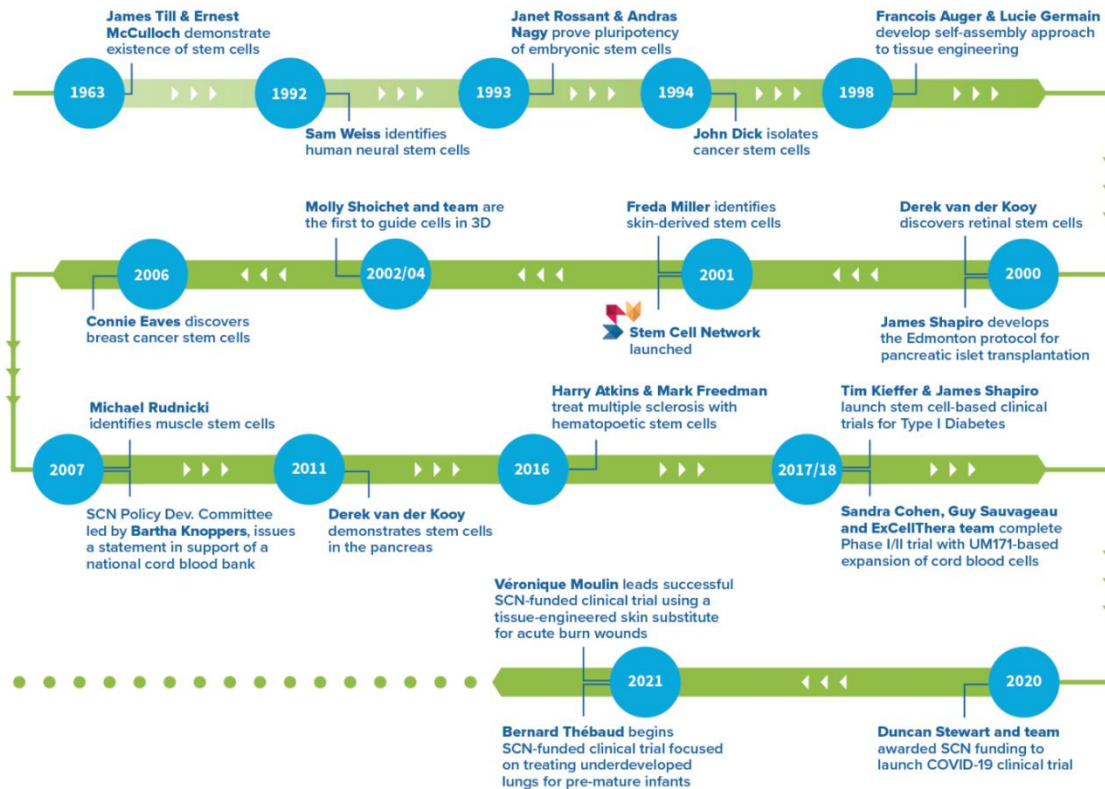 James Till & Ernest
McCulloch demonstrate
existence of stem cells
1963
1992
Sam Weiss identifies
human neural stem cells
Janet Rossant & Andras
Nagy prove pluripotency
of embryonic stem cells
1993
1994
John Dick isolates
cancer stem cells
Francois Auger & Lucie Germain
develop self-assembly approach
to tissue engineering
1998
Derek van der Kooy
discovers retinal stem cells
2000
James Shapiro develops
the Edmonton protocol for
pancreatic islet transplantation
Freda Miller identifies
skin-derived stem cells
2001
Stem Cell Network
launched
Molly Shoichet and team are
the first to guide cells in 3D
2002/04
2006
Connie Eaves discovers
breast cancer stem cells
Michael Rudnicki
identifies muscle stem cells
2007
SCN Policy Dev. Committee
led by Bartha Knoppers, issues
a statement in support of a
national cord blood bank
2011
Derek van der Kooy
demonstrates stem cells
in the pancreas
Harry Atkins & Mark Freedman
treat multiple sclerosis with
hematopoetic stem cells
2016
Tim Kieffer & James Shapiro
launch stem cell-based clinical
trials for Type I Diabetes
2017/18
Sandra Cohen, Guy Sauvageau
and ExCellThera team complete
Phase I/II trial with UM171-based
expansion of cord blood cells
2020
Duncan Stewart and team
awarded SCN funding to
launch COVID-19 clinical trial
Véronique Moulin leads successful
SCN-funded clinical trial using a
tissue-engineered skin substitute
for acute burn wounds
2021
Bernard Thébaud begins
SCN-funded clinical trial focused
on treating underdeveloped
lungs for pre-mature infants